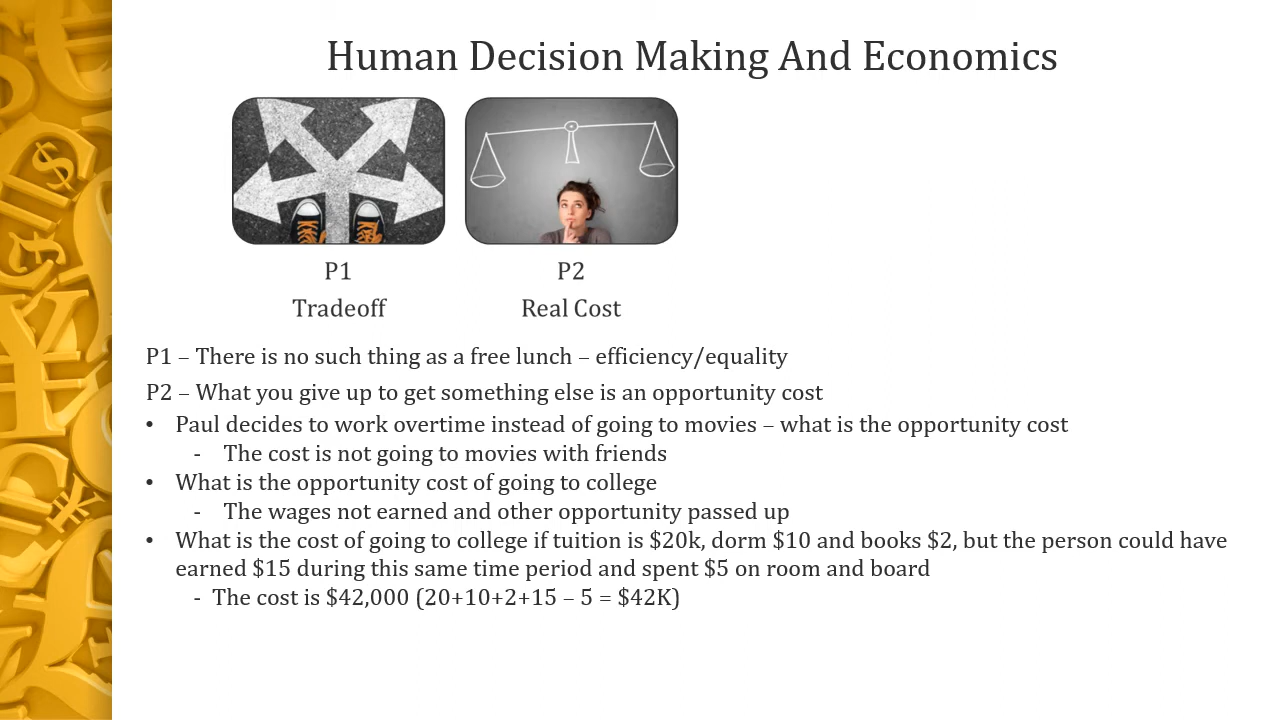 Human Decision Making And Economics
P1
P2
Tradeoff
Real Cost
P1 – There is no such thing as a free lunch – efficiency/equality
P2 – What you give up to get something else is an opportunity cost
• Paul decides to work overtime instead of going to movies – what is the opportunity cost
- The cost is not going to movies with friends
• What is the opportunity cost of going to college
- The wages not earned and other opportunity passed up
• What is the cost of going to college if tuition is $20k, dorm $10 and books $2, but the person could have
earned $15 during this same time period and spent $5 on room and board
- The cost is $42,000 (20+10+2+15 – 5 = $42K)